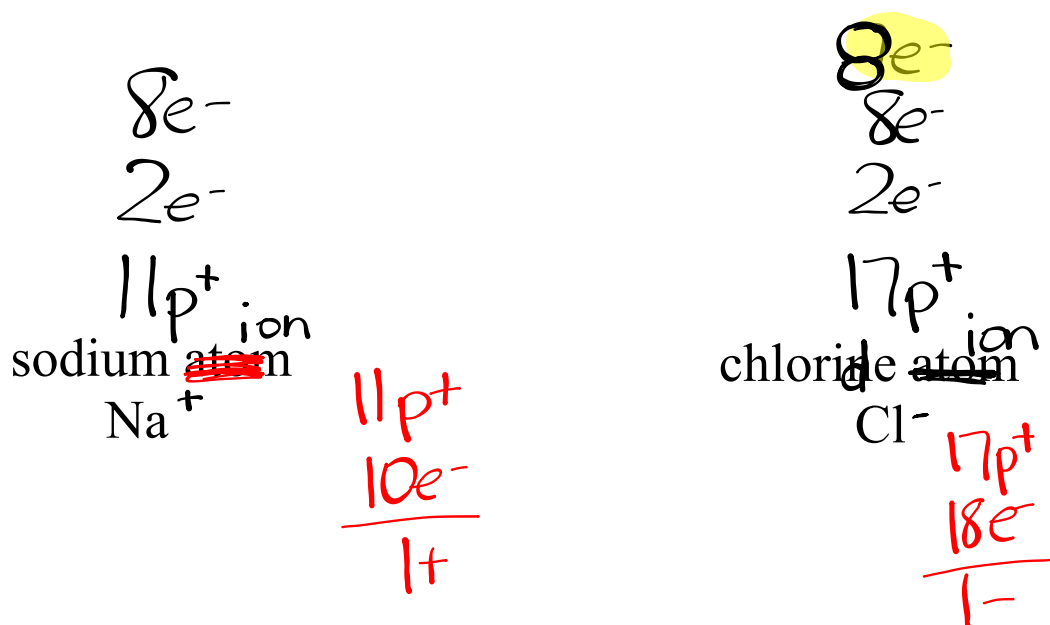 8e-
2e-
11p+
ion
sodium atom
Na+
11p+
10e-
1+
8e-
8e-
2e-
17p+
ion
chloride atom
Cl-
17p+
18e-
1-